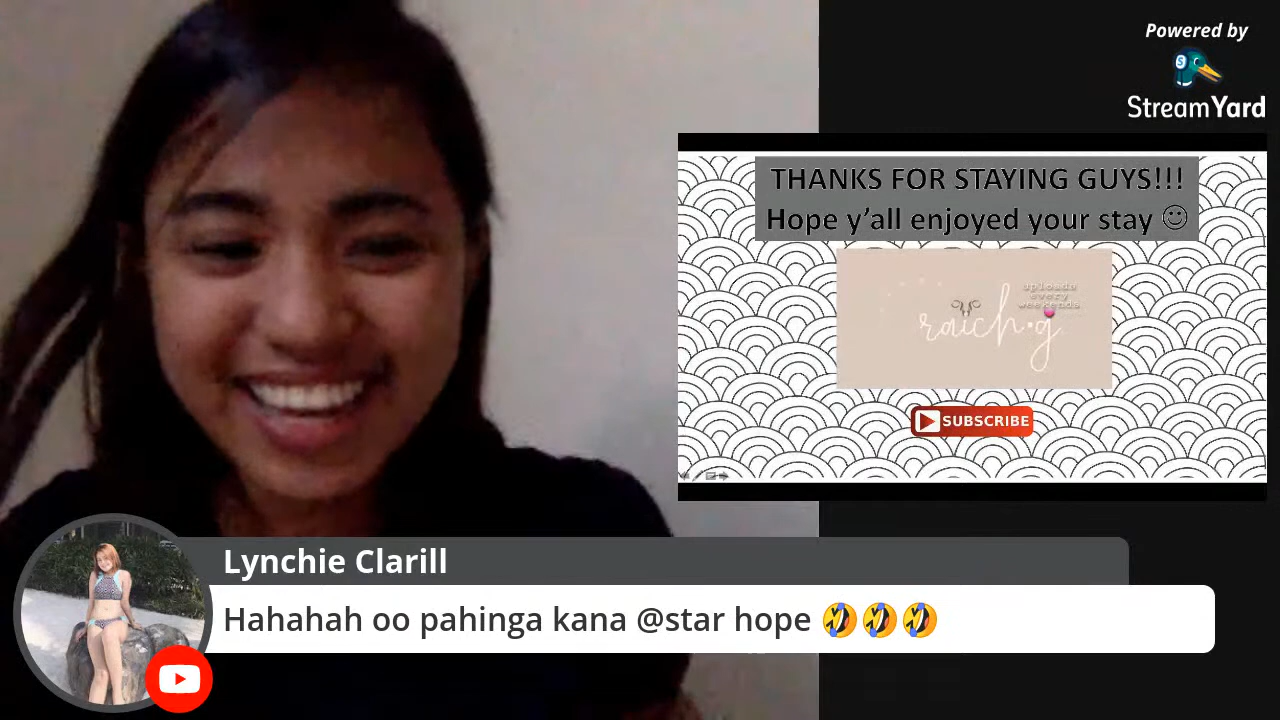 Powered by
StreamYard
THANKS FOR STAYING GUYS!!!
Hope y’all enjoyed your stay ☺
uploads
every
weekends
raich·g
SUBSCRIBE
Lynchie Clarill
Hahahah oo pahinga kana @star hope 🤣🤣🤣